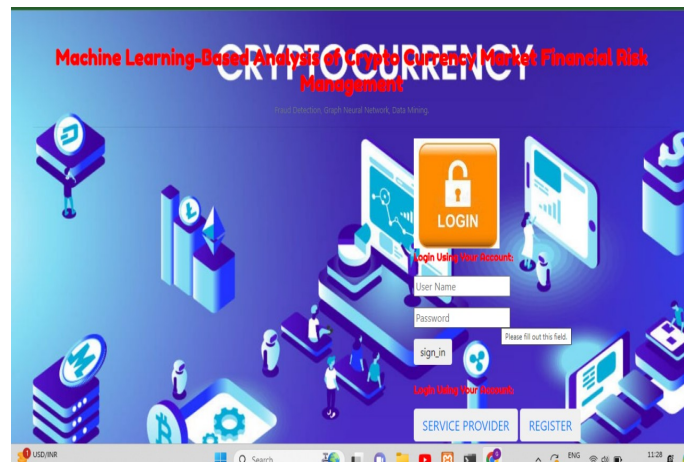 CRYPTOCURRENCY
Machine Learning-Based Analysis of Crypto Currency Market Financial Risk
Management
Fraud Detection, Graph Neural Network, Data Mining.
LOGIN
Login Using Your Account:
User Name
Password
Please fill out this field.
sign_in
Login Using Your Account:
SERVICE PROVIDER
REGISTER
USD/INR
Search
ENG
11:28